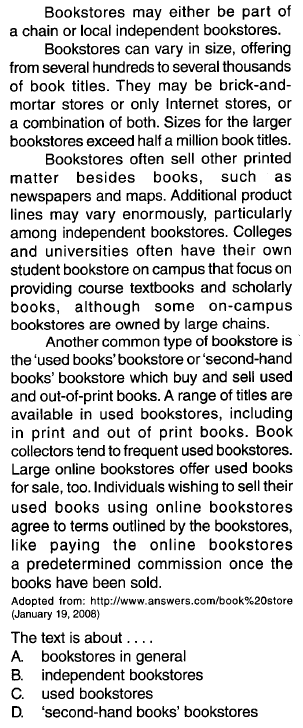 Bookstores may either be part of
a chain or local independent bookstores.
Bookstores can vary in size, offering
from several hundreds to several thousands
of book titles. They may be brick-and-
mortar stores or only Internet stores, or
a combination of both. Sizes for the larger
bookstores exceed half a million book titles.
Bookstores often sell other printed
matter besides books, such as
newspapers and maps. Additional product
lines may vary enormously, particularly
among independent bookstores. Colleges
and universities often have their own
student bookstore on campus that focus on
providing course textbooks and scholarly
books, although some on-campus
bookstores are owned by large chains.
Another common type of bookstore is
the 'used books' bookstore or 'second-hand
books' bookstore which buy and sell used
and out-of-print books. A range of titles are
available in used bookstores, including
in print and out of print books. Book
collectors tend to frequent used bookstores.
Large online bookstores offer used books
for sale, too. Individuals wishing to sell their
used books using online bookstores
agree to terms outlined by the bookstores,
like paying the online bookstores
a predetermined commission once the
books have been sold.
Adopted from: http://www.answers.com/book%20store
(January 19, 2008)
The text is about . . . .
A. bookstores in general
B. independent bookstores
C. used bookstores
D. 'second-hand books' bookstores